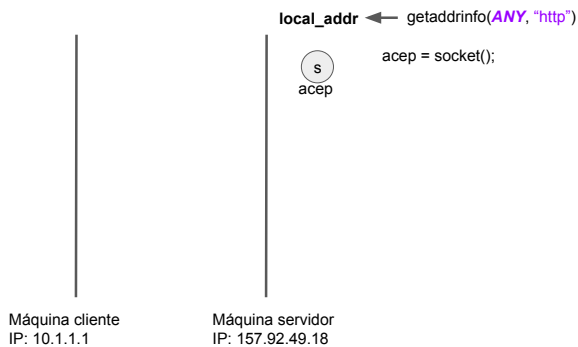 local_addr getaddrinfo(ANY, “http”)
s acep = socket();
acep
Máquina cliente Máquina servidor
IP: 10.1.1.1 IP: 157.92.49.18